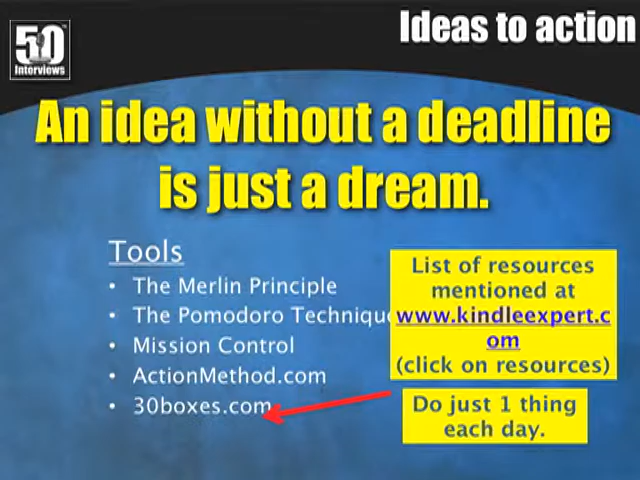 50
Interviews
Ideas to action
An idea without a deadline
is just a dream.
Tools
• The Merlin Principle
• The Pomodoro Technique
• Mission Control
• ActionMethod.com
• 30boxes.com
List of resources
mentioned at
www.kindleexpert.c
om
(click on resources)
Do just 1 thing
each day.